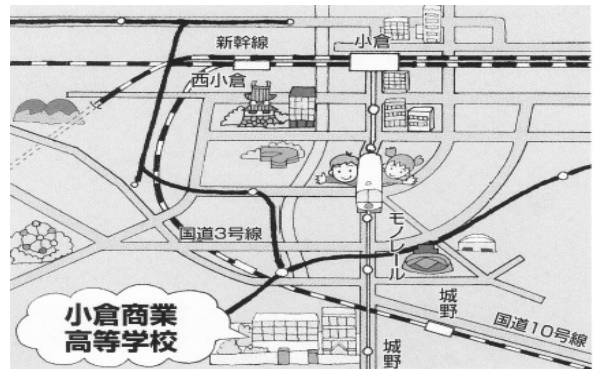 新幹線
小倉
西小倉
国道3号線
モノレール
城野
国道10号線
小倉商業
高等学校
城野